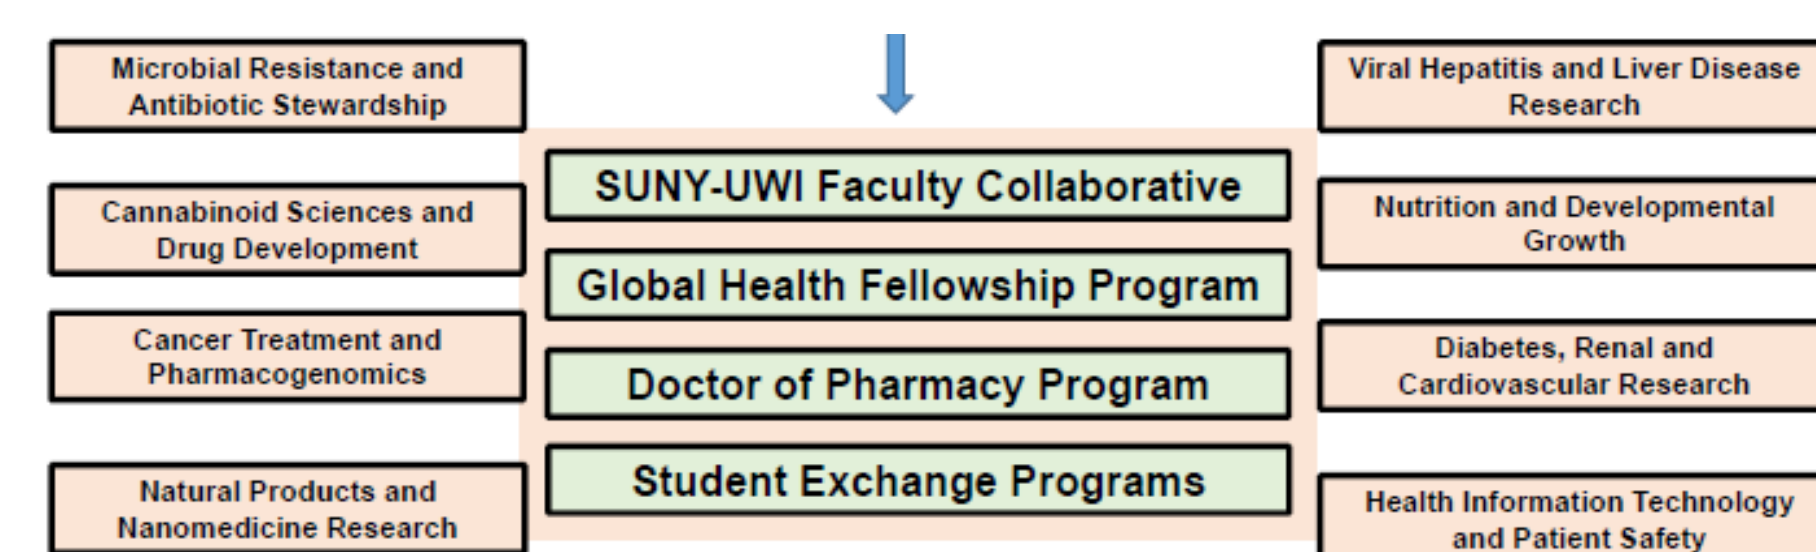 Microbial Resistance and
Antibiotic Stewardship
Cannabinoid Sciences and
Drug Development
Cancer Treatment and
Pharmacogenomics
Natural Products and
Nanomedicine Research
SUNY-UWI Faculty Collaborative
Global Health Fellowship Program
Doctor of Pharmacy Program
Student Exchange Programs
Viral Hepatitis and Liver Disease
Research
Nutrition and Developmental
Growth
Diabetes, Renal and
Cardiovascular Research
Health Information Technology
and Patient Safety